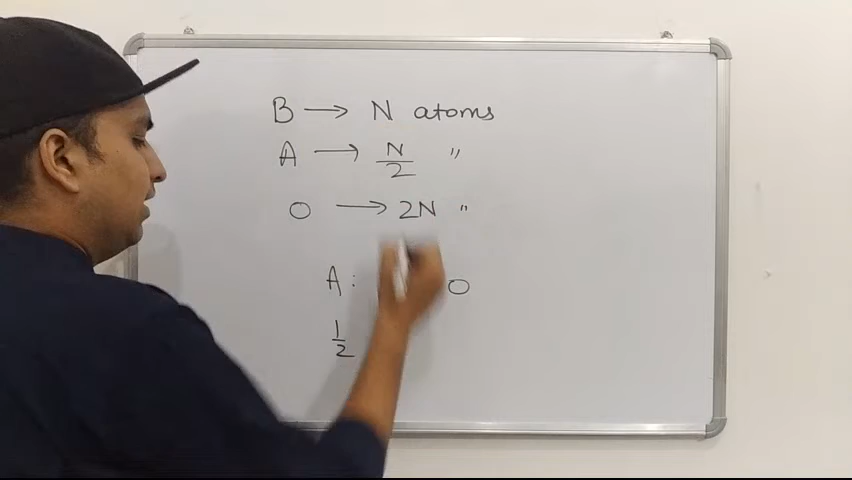 B → N atoms
A → N/2 "
O → 2N "
A: O
1/2